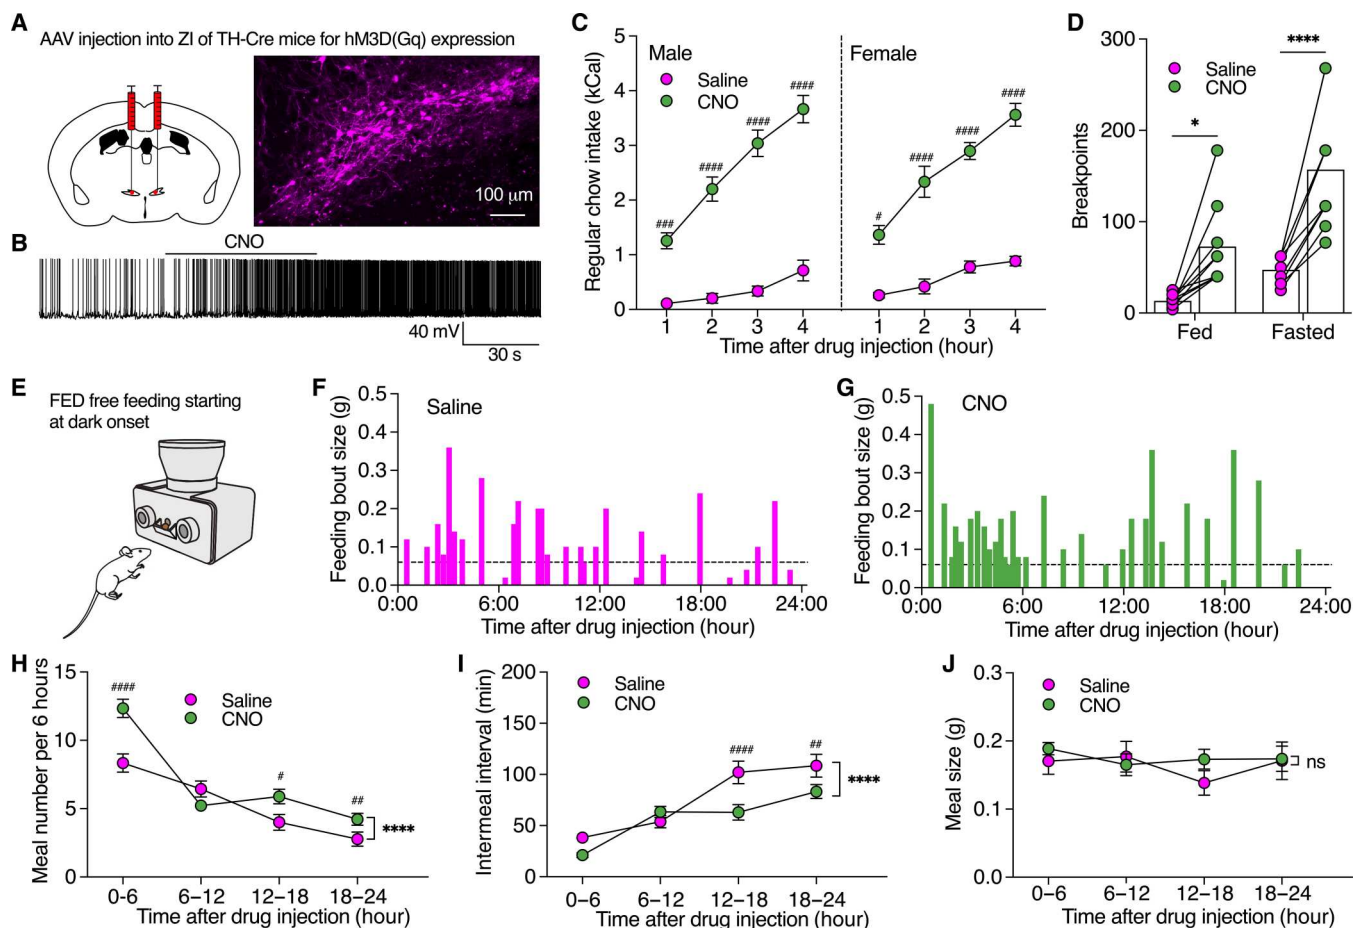 A
AAV injection into ZI of TH-Cre mice for hM3D(Gq) expression
100 μm
B
CNO
40 mV
30 s
C
Regular chow intake (kCal)
5
4
3
2
1
0
Male
Saline
CNO
###
####
####
####
1
2
3
4
Female
#
####
####
####
1
2
3
4
Time after drug injection (hour)
D
Breakpoints
300
200
100
0
****
Saline
CNO
*
Fed
Fasted
E
FED free feeding starting
at dark onset
F
Feeding bout size (g)
0.5
0.4
0.3
0.2
0.1
0.0
Saline
0:00
6:00
12:00
18:00
24:00
Time after drug injection (hour)
G
Feeding bout size (g)
0.5
0.4
0.3
0.2
0.1
0.0
CNO
0:00
6:00
12:00
18:00
24:00
Time after drug injection (hour)
H
Meal number per 6 hours
15
10
5
0
####
Saline
CNO
#
##
****
0-6
6–12
12–18
18–24
Time after drug injection (hour)
I
Intermeal interval (min)
200
150
100
50
0
Saline
CNO
####
##
****
0–6
6–12
12–18
18–24
Time after drug injection (hour)
J
Meal size (g)
0.3
0.2
0.1
0.0
Saline
CNO
ns
0–6
6–12
12–18
18–24
Time after drug injection (hour)